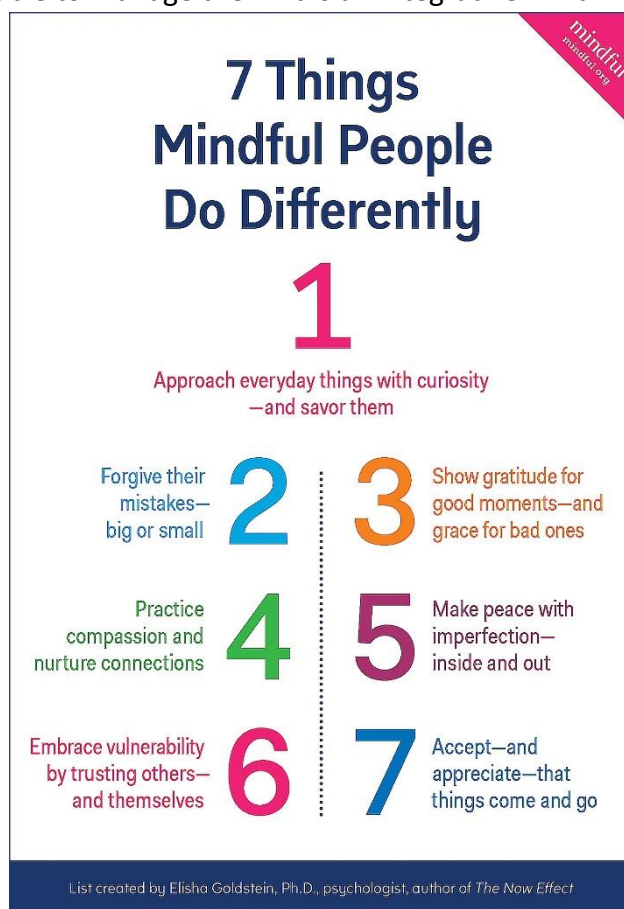 mindful
mindful.org
7 Things
Mindful People
Do Differently
1
Approach everyday things with curiosity
—and savor them
2
Forgive their
mistakes—
big or small
3
Show gratitude for
good moments—and
grace for bad ones
4
Practice
compassion and
nurture connections
5
Make peace with
imperfection—
inside and out
6
Embrace vulnerability
by trusting others—
and themselves
7
Accept—and
appreciate—that
things come and go
List created by Elisha Goldstein, Ph.D., psychologist, author of The Now Effect